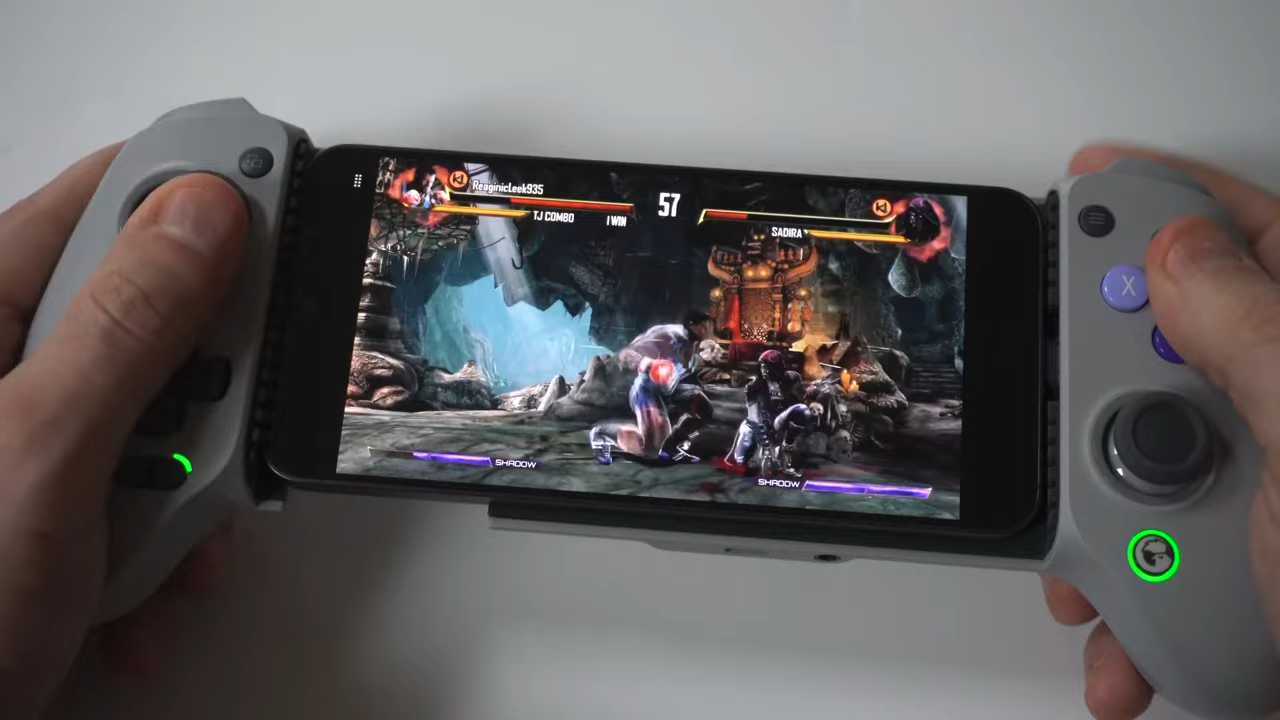 ReaginicLeek935
57
TJ COMBO
1 WIN
SADIRA
SHADOW
SHADOW
X